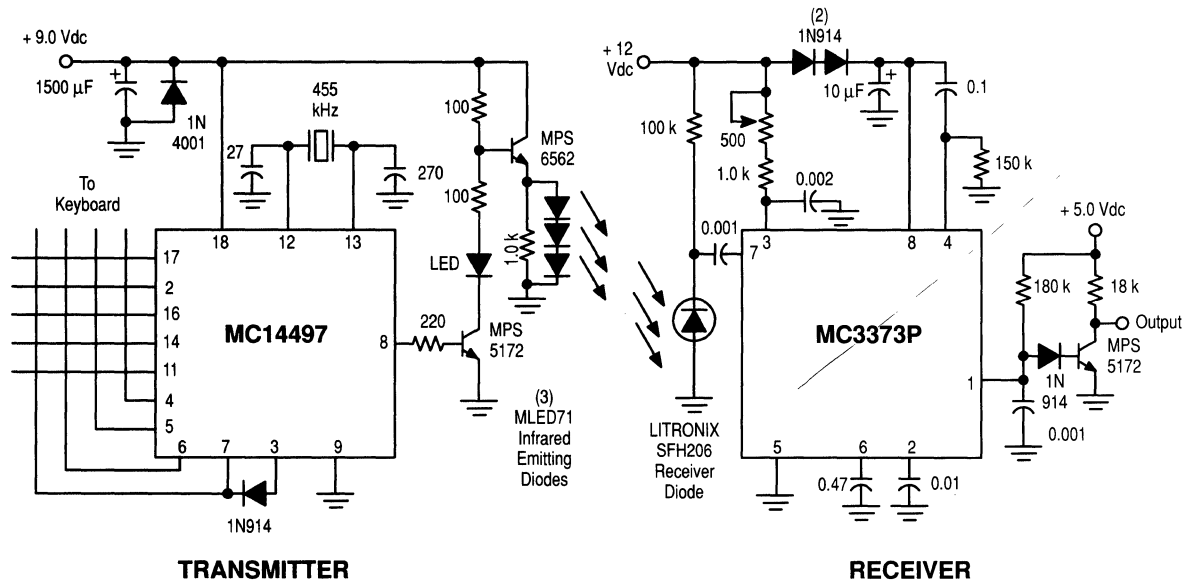 + 9.0 Vdc
1500 µF
+
1N
4001
455
kHz
27
270
To
Keyboard
18
12
13
17
2
16
14
11
4
5
6
7
3
9
8
MC14497
1N914
100
100
LED
220
MPS
6562
1.0 k
MPS
5172
(3)
MLED71
Infrared
Emitting
Diodes
TRANSMITTER
+ 12
Vdc
(2)
1N914
10 µF
+
0.1
100 k
500
1.0 k
0.002
150 k
0.001
7
3
8
4
MC3373P
1
5
6
2
0.47
0.01
LITRONIX
SFH206
Receiver
Diode
+ 5.0 Vdc
180 k
18 k
Output
MPS
5172
1N
914
0.001
RECEIVER